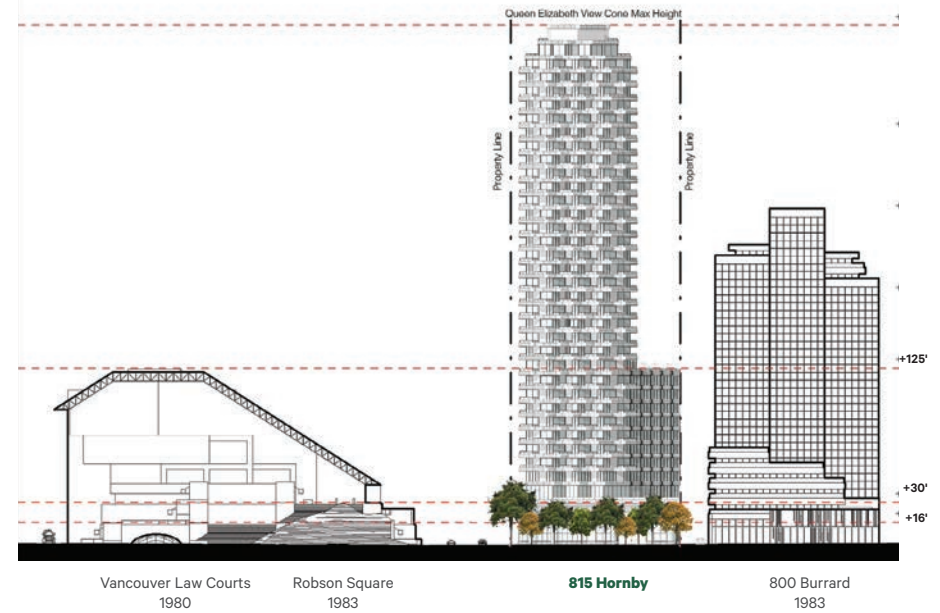 Queen Elizabeth View Cone Max Height
Property Line
Property Line
+125'
+30'
+16'
Vancouver Law Courts
1980
Robson Square
1983
815 Hornby
800 Burrard
1983